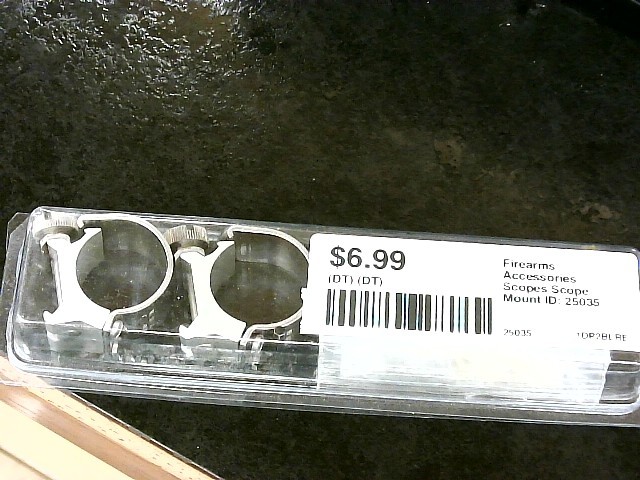 $6.99
(DT) (DT)
Firearms
Accessories
Scopes Scope
Mount ID: 25035
25035